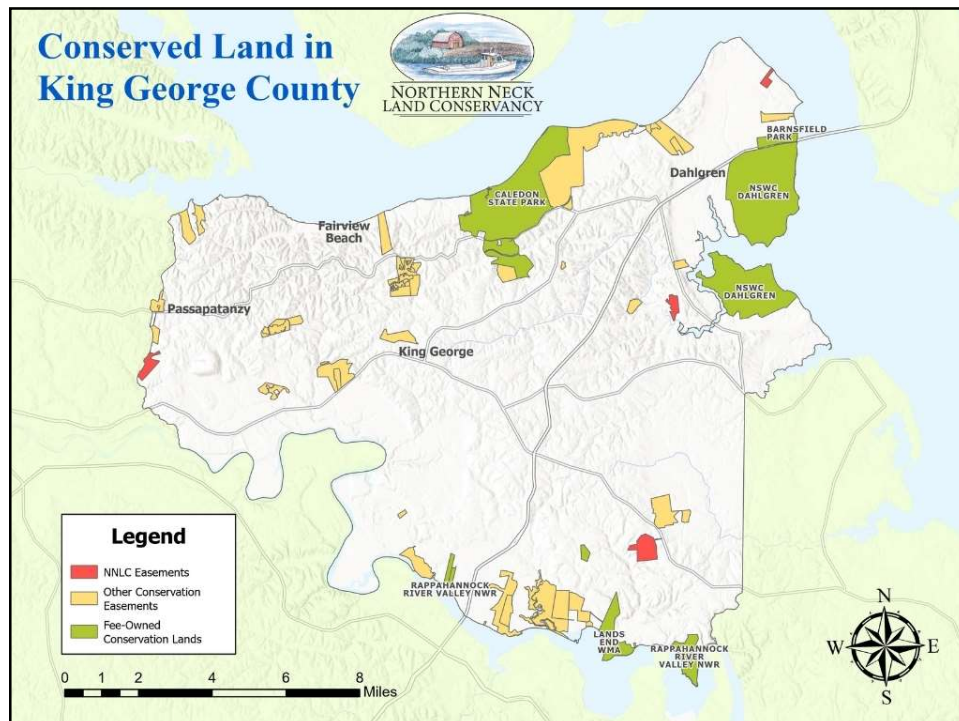 Conserved Land in
King George County
NORTHERN NECK
LAND CONSERVANCY
BARNSFIELD
PARK
Dahlgren
NSWC
DAHLGREN
CALEDON
STATE PARK
Fairview
Beach
NSWC
DAHLGREN
Passapatanzy
King George
Legend
NNLC Easements
Other Conservation
Easements
Fee-Owned
Conservation Lands
RAPPAHANNOCK
RIVER VALLEY NWR
LANDS
END
WMA
RAPPAHANNOCK
RIVER
VALLEY NWR
N
W E
S
0 1 2 4 6 8
Miles